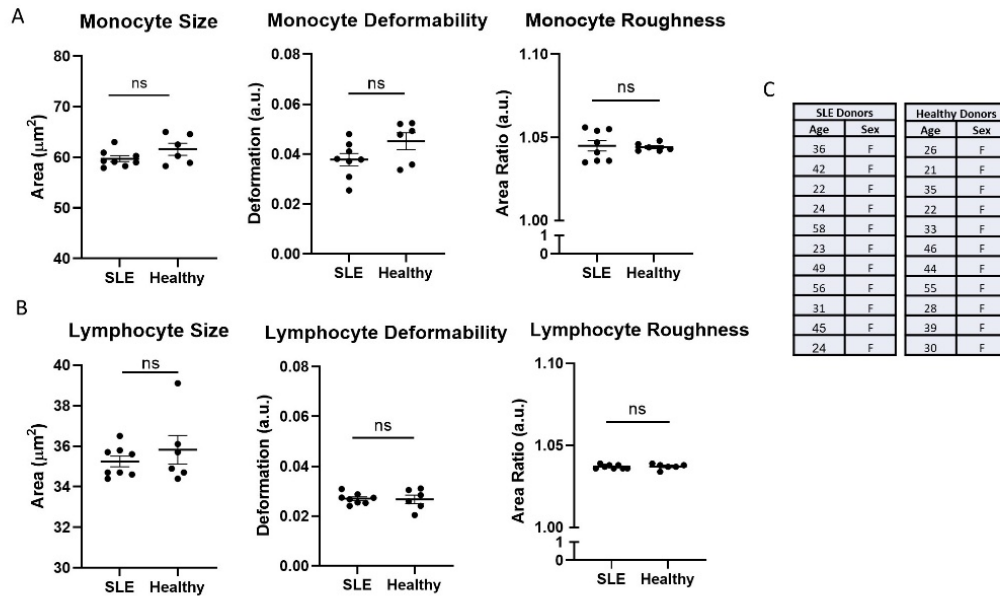 A
Monocyte Size
Monocyte Deformability
Monocyte Roughness
80
70
60
50
40
Area (μm²)
ns
SLE Healthy
0.08
0.06
0.04
0.02
0.00
Deformation (a.u.)
ns
SLE Healthy
1.10
1.05
1.00
1
0
Area Ratio (a.u.)
ns
SLE Healthy
B
Lymphocyte Size
Lymphocyte Deformability
Lymphocyte Roughness
40
38
36
34
32
30
Area (μm²)
ns
SLE Healthy
0.08
0.06
0.04
0.02
0.00
Deformation (a.u.)
ns
SLE Healthy
1.10
1.05
1.00
1
0
Area Ratio (a.u.)
ns
SLE Healthy
C
SLE Donors Healthy Donors
Age Sex Age Sex
36 F 26 F
42 F 21 F
22 F 35 F
24 F 22 F
58 F 33 F
23 F 46 F
49 F 44 F
56 F 55 F
31 F 28 F
45 F 39 F
24 F 30 F